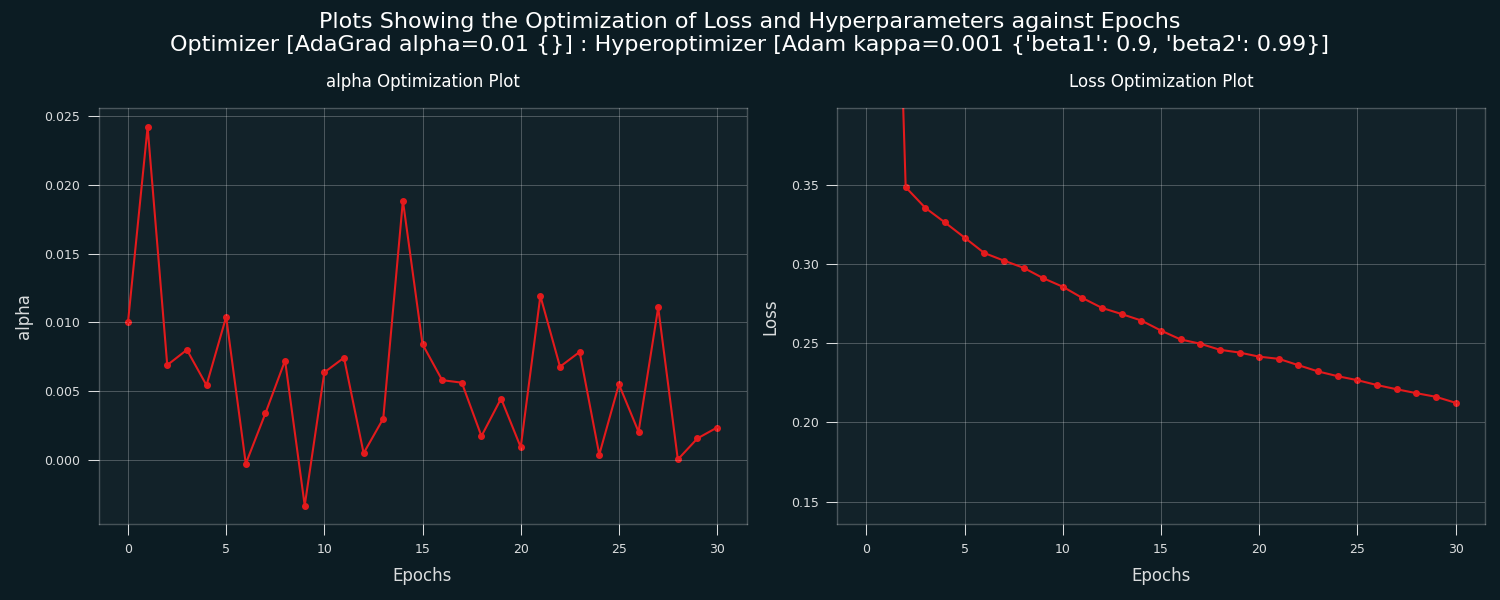 Plots Showing the Optimization of Loss and Hyperparameters against Epochs
Optimizer [AdaGrad alpha=0.01 {}] : Hyperoptimizer [Adam kappa=0.001 {'beta1': 0.9, 'beta2': 0.99}]
alpha Optimization Plot
0.025
0.020
0.015
0.010
0.005
0.000
alpha
0 5 10 15 20 25 30
Epochs
Loss Optimization Plot
0.35
0.30
0.25
0.20
0.15
Loss
0 5 10 15 20 25 30
Epochs